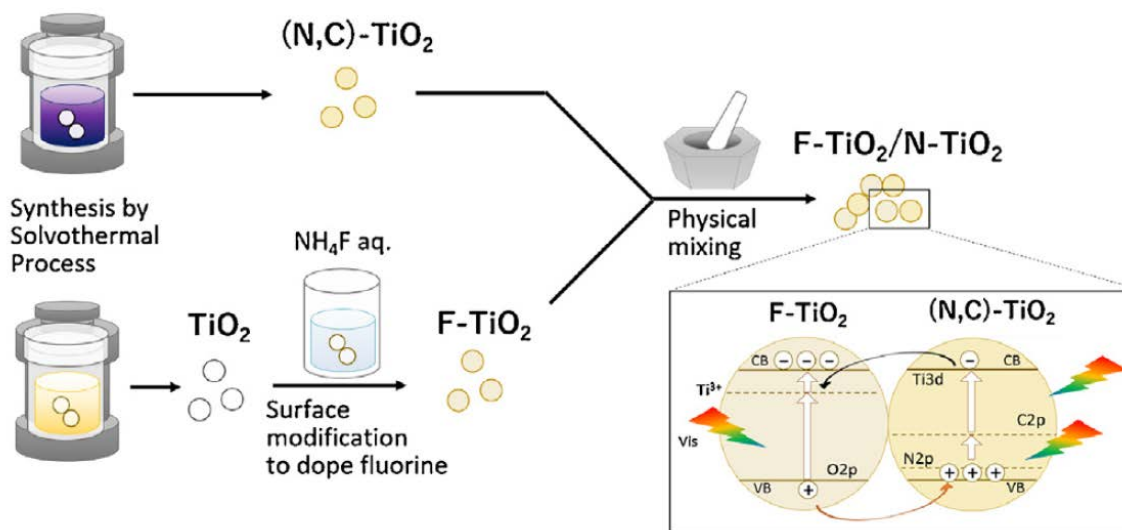 (N,C)-TiO₂
Synthesis by
Solvothermal
Process
NH₄F aq.
TiO₂
F-TiO₂
Surface
modification
to dope fluorine
Physical
mixing
F-TiO₂/N-TiO₂
F-TiO₂
(N,C)-TiO₂
CB
− − −
−
CB
Ti³⁺
Ti3d
C2p
Vis
N2p
O2p
VB
+
+ + +
VB